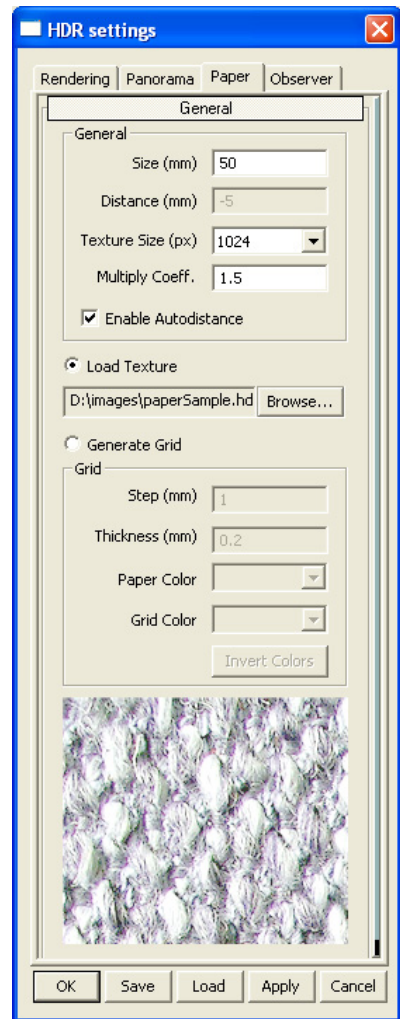 HDR settings
Rendering Panorama Paper Observer
General
General
Size (mm) 50
Distance (mm) -5
Texture Size (px) 1024
Multiply Coeff. 1.5
Enable Autodistance
Load Texture
D:\images\paperSample.hd Browse...
Generate Grid
Grid
Step (mm) 1
Thickness (mm) 0.2
Paper Color
Grid Color
Invert Colors
OK Save Load Apply Cancel